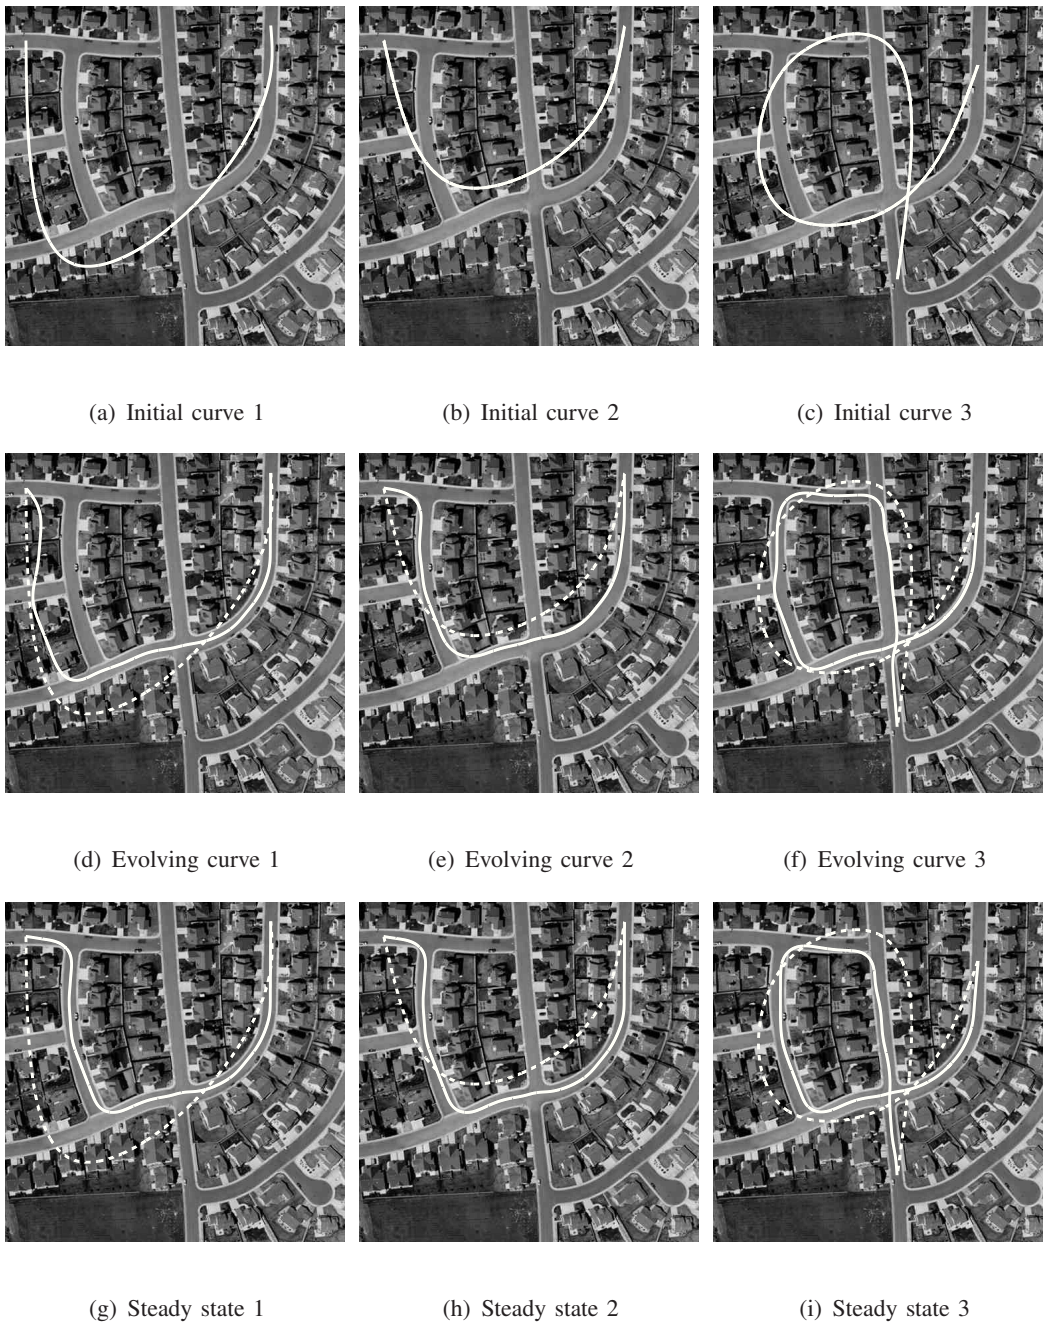 (a) Initial curve 1
(b) Initial curve 2
(c) Initial curve 3
(d) Evolving curve 1
(e) Evolving curve 2
(f) Evolving curve 3
(g) Steady state 1
(h) Steady state 2
(i) Steady state 3